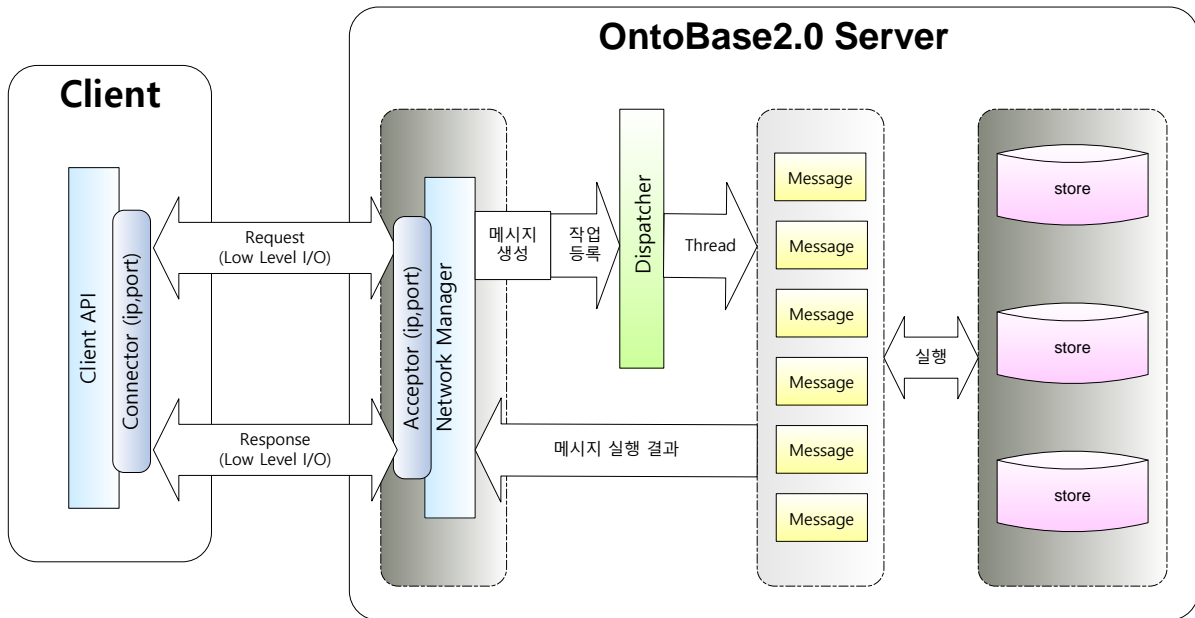 OntoBase2.0 Server
Client
Client API
Connector (ip,port)
Request
(Low Level I/O)
Response
(Low Level I/O)
Acceptor (ip,port)
Network Manager
메시지
생성
작업
등록
Dispatcher
Thread
메시지 실행 결과
Message
Message
Message
Message
Message
Message
실행
store
store
store